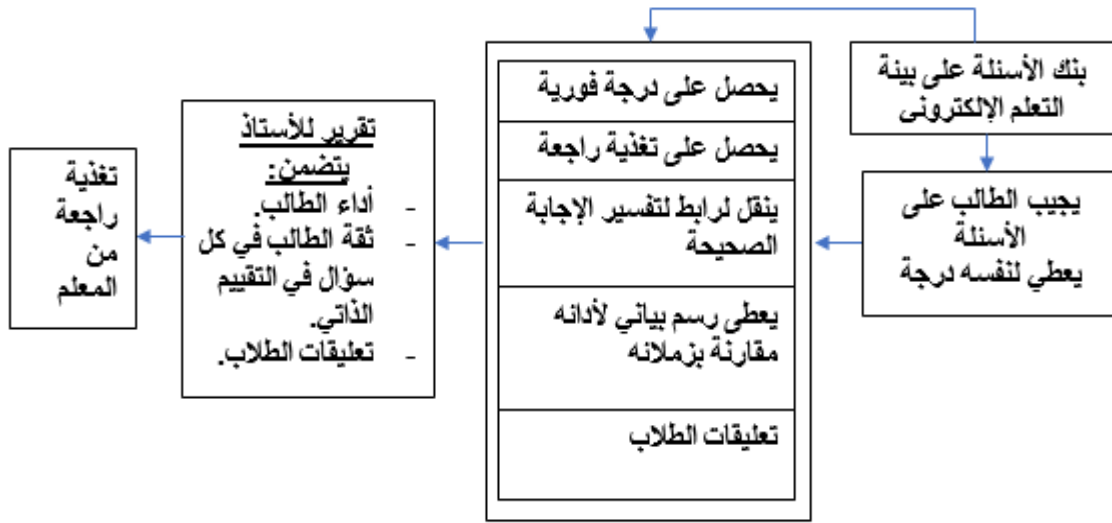 بنك الأسئلة على بيئة
التعلم الإلكتروني
يجيب الطالب على
الأسئلة
يعطي لنفسه درجة
يحصل على درجة فورية
يحصل على تغذية راجعة
ينقل لرابط لتفسير الإجابة
الصحيحة
يعطى رسم بياني لأدائه
مقارنة بزملائه
تعليقات الطلاب
تقرير للأستاذ
يتضمن:
- أداء الطالب.
- ثقة الطالب في كل
سؤال في التقييم
الذاتي.
- تعليقات الطلاب.
تغذية
راجعة
من
المعلم